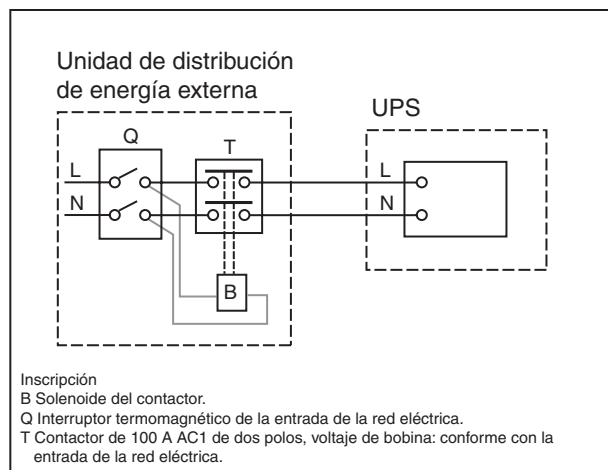 Unidad de distribución
de energía externa
UPS
Q
T
L
L
N
N
B
Inscripción
B Solenoide del contactor.
Q Interruptor termomagnético de la entrada de la red eléctrica.
T Contactor de 100 A AC1 de dos polos, voltaje de bobina: conforme con la
entrada de la red eléctrica.